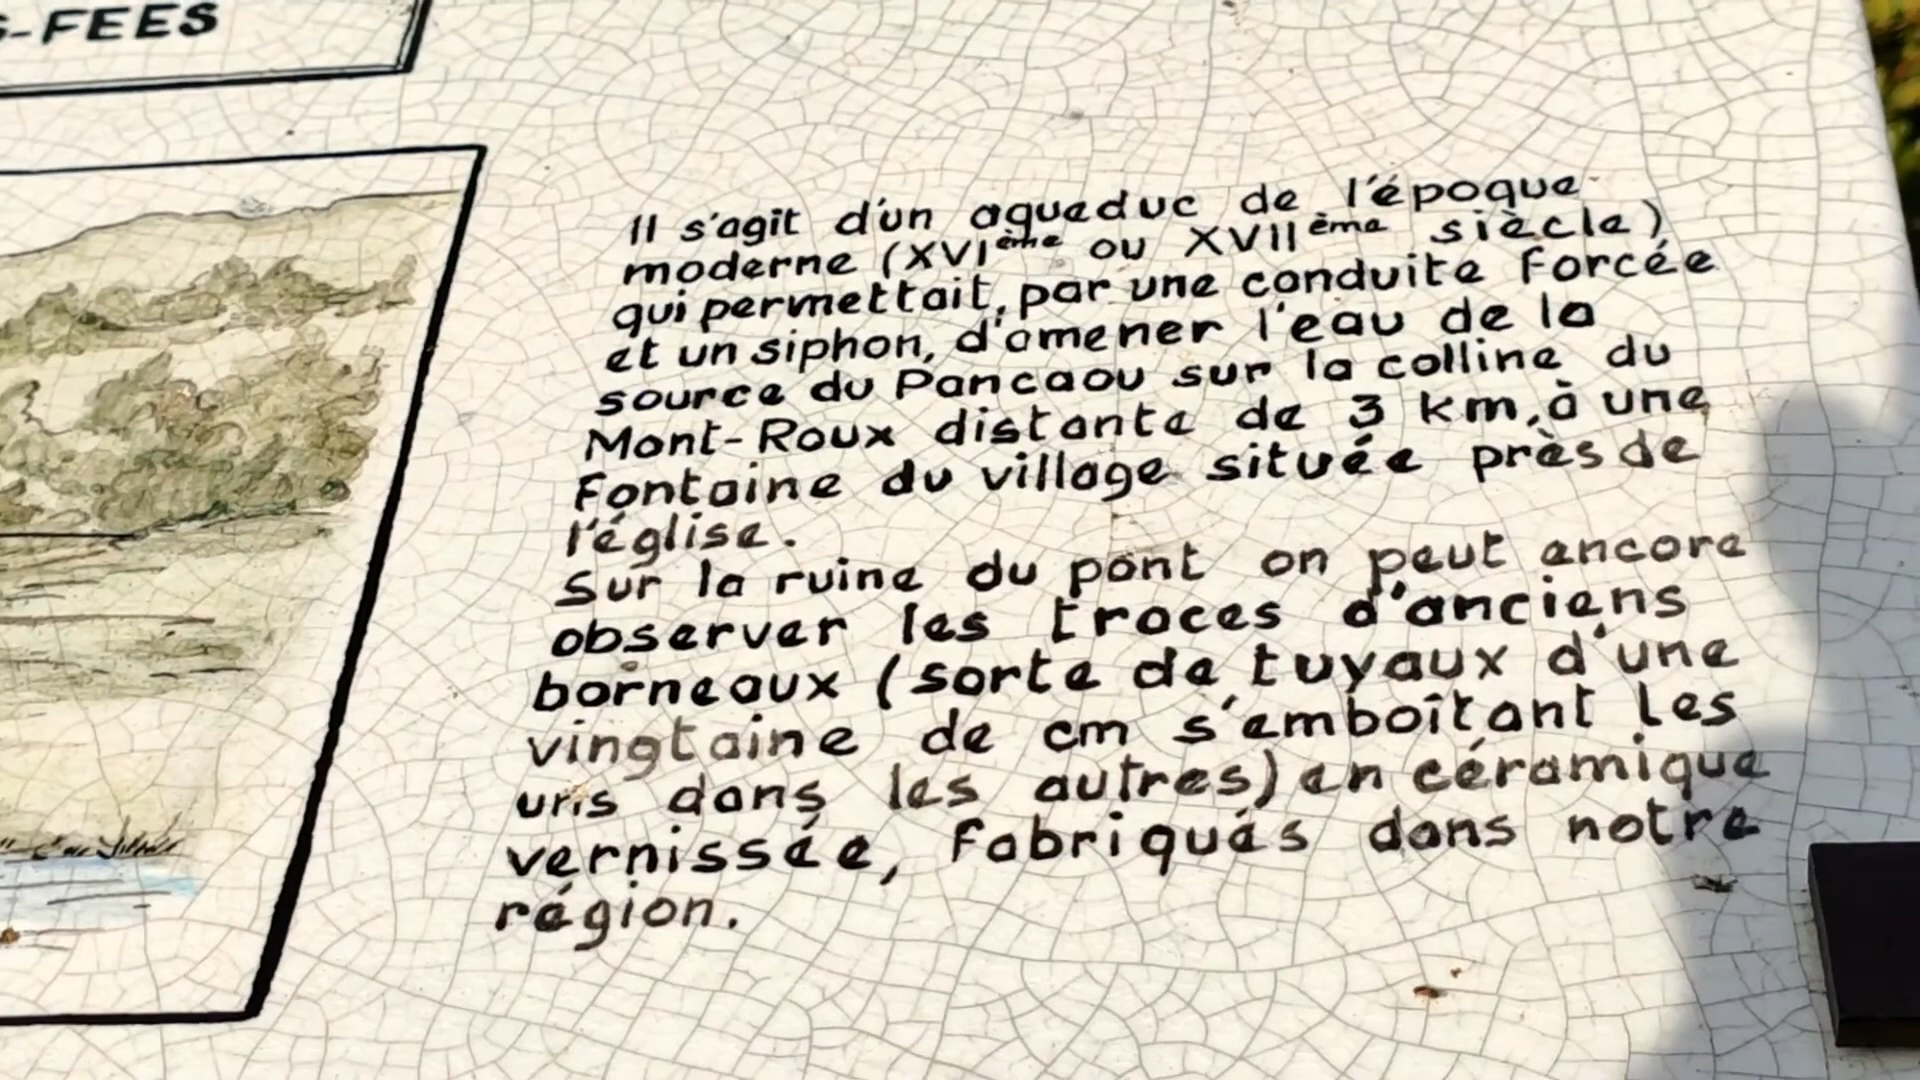 -FEES
Il s'agit d'un aqueduc de l'époque
moderne (XVIème ou XVIIème siècle)
qui permettait, par une conduite forcée
et un siphon, d'amener l'eau de la
source du Pancaou sur la colline du
Mont-Roux distante de 3 km, à une
fontaine du village située près de
l'église.
Sur la ruine du pont on peut encore
observer les traces d'anciens
borneaux (sorte de tuyaux d'une
vingtaine de cm s'emboîtant les
uns dans les autres) en céramique
vernissée, fabriqués dans notre
région.